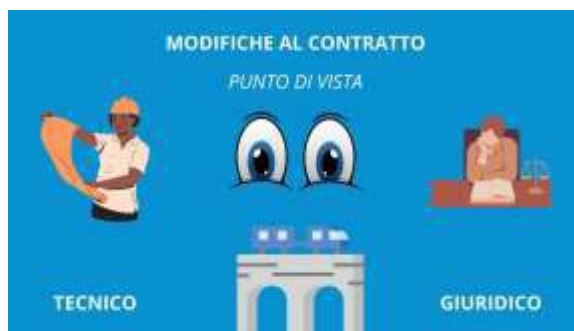 MODIFICHE AL CONTRATTO
PUNTO DI VISTA
TECNICO
GIURIDICO